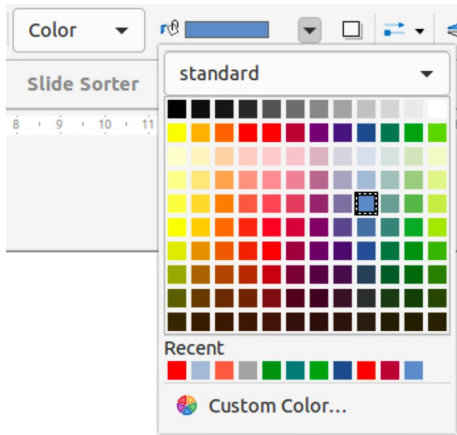 Color
standard
Slide Sorter
8 9 10 11
Recent
Custom Color...